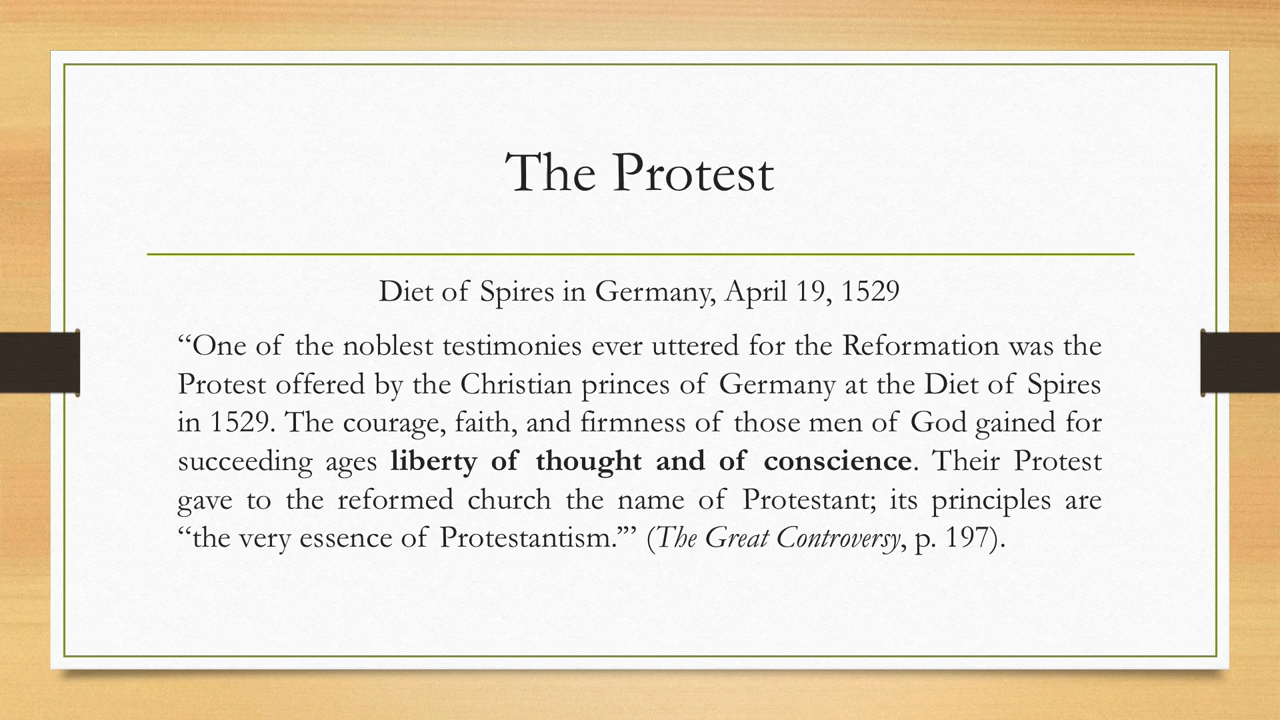 The Protest
Diet of Spires in Germany, April 19, 1529
“One of the noblest testimonies ever uttered for the Reformation was the
Protest offered by the Christian princes of Germany at the Diet of Spires
in 1529. The courage, faith, and firmness of those men of God gained for
succeeding ages liberty of thought and of conscience. Their Protest
gave to the reformed church the name of Protestant; its principles are
“the very essence of Protestantism.”’ (The Great Controversy, p. 197).